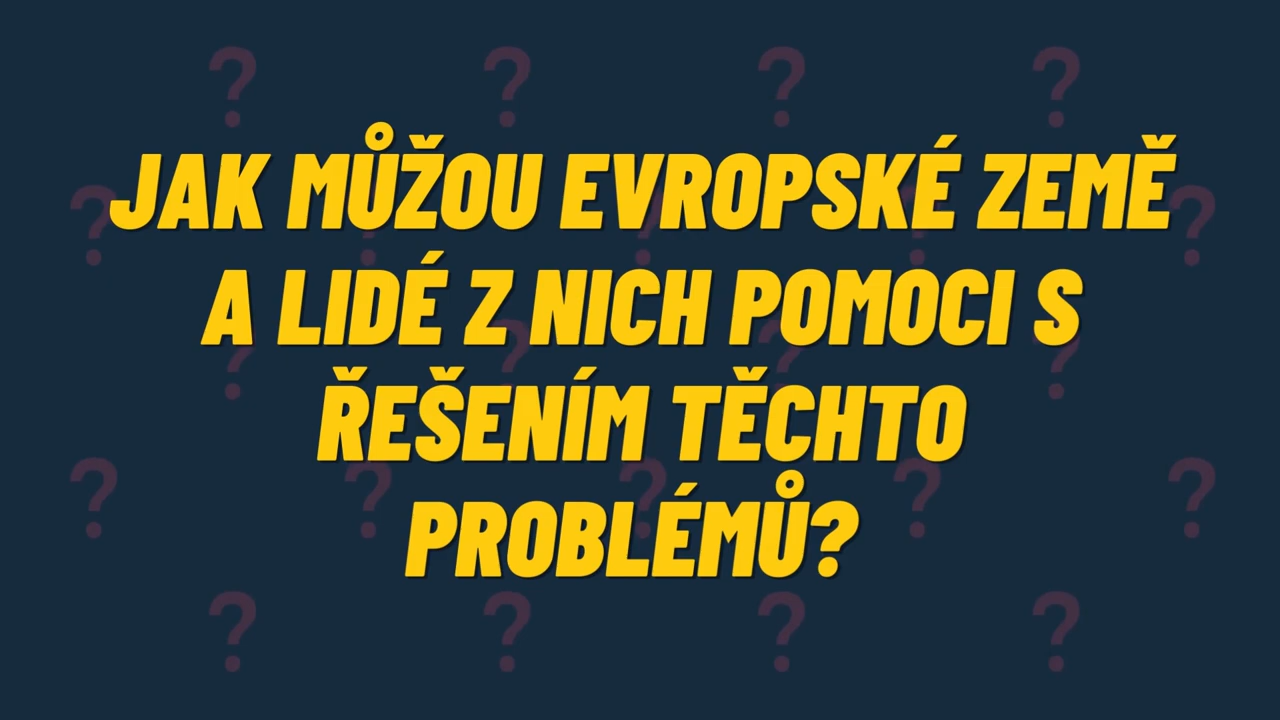 JAK MŮŽOU EVROPSKÉ ZEMĚ
A LIDÉ Z NICH POMOCI S
ŘEŠENÍM TĚCHTO
PROBLÉMŮ?